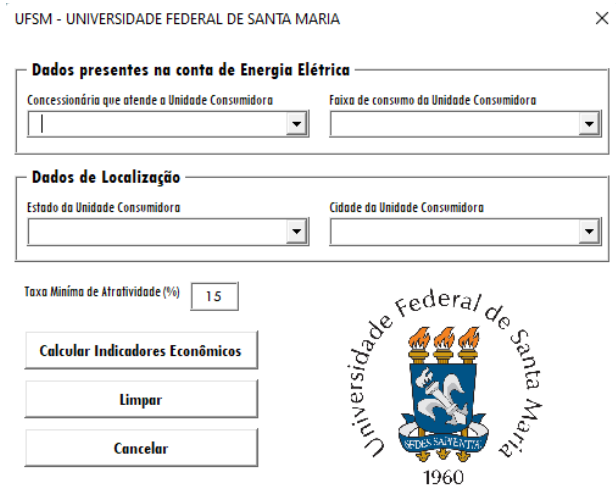 UFSM - UNIVERSIDADE FEDERAL DE SANTA MARIA
Dados presentes na conta de Energia Elétrica
Concessionária que atende a Unidade Consumidora
Faixa de consumo da Unidade Consumidora
Dados de Localização
Estado da Unidade Consumidora
Cidade da Unidade Consumidora
Taxa Miníma de Atratividade (%) 15
Calcular Indicadores Econômicos
Limpar
Cancelar
Universidade Federal de Santa Maria
SEDES SAPIENTIAE
1960